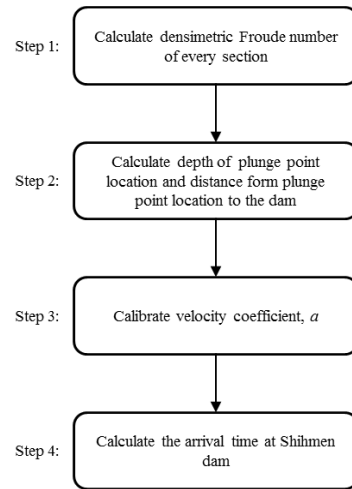 Step 1:
Calculate densimetric Froude number
of every section
Step 2:
Calculate depth of plunge point
location and distance form plunge
point location to the dam
Step 3:
Calibrate velocity coefficient, a
Step 4:
Calculate the arrival time at Shihmen
dam